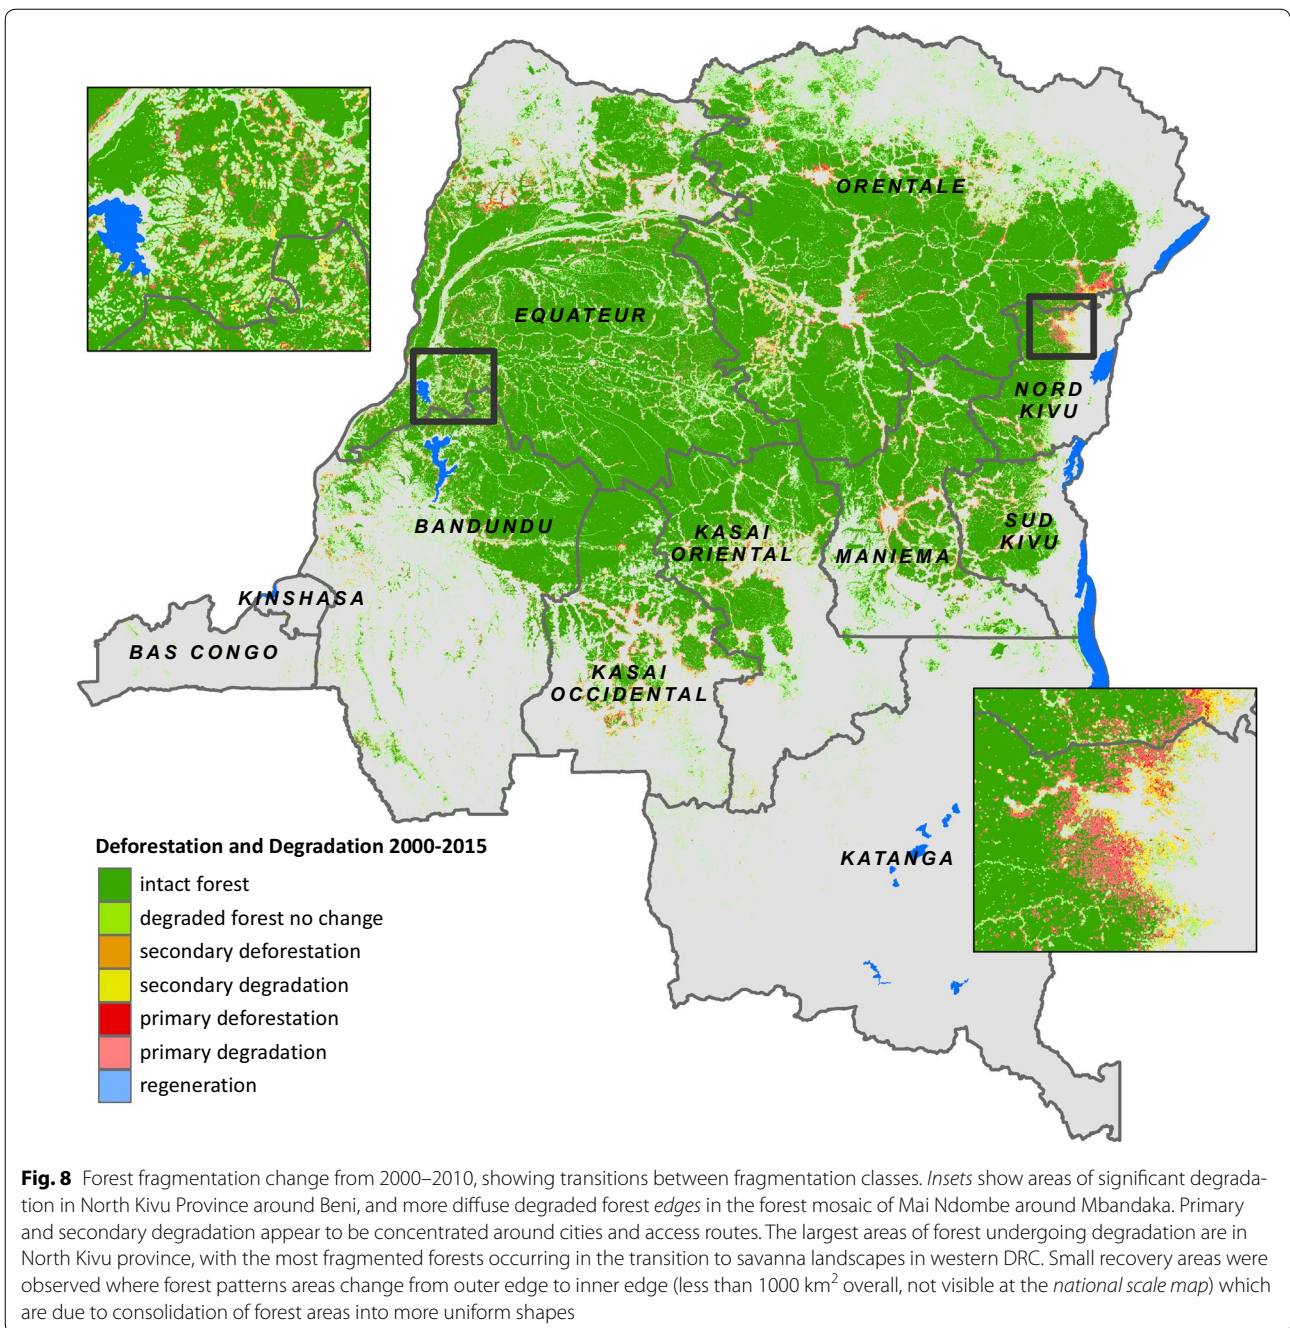 ORENTALE
EQUATEUR
NORD
KIVU
BANDUNDU
KASAI
ORIENTAL
MANIEMA
SUD
KIVU
KINSHASA
BAS CONGO
KASAI
OCCIDENTAL
KATANGA
Deforestation and Degradation 2000-2015
intact forest
degraded forest no change
secondary deforestation
secondary degradation
primary deforestation
primary degradation
regeneration
Fig. 8 Forest fragmentation change from 2000–2010, showing transitions between fragmentation classes. Insets show areas of significant degrada-
tion in North Kivu Province around Beni, and more diffuse degraded forest edges in the forest mosaic of Mai Ndombe around Mbandaka. Primary
and secondary degradation appear to be concentrated around cities and access routes. The largest areas of forest undergoing degradation are in
North Kivu province, with the most fragmented forests occurring in the transition to savanna landscapes in western DRC. Small recovery areas were
observed where forest patterns areas change from outer edge to inner edge (less than 1000 km² overall, not visible at the national scale map) which
are due to consolidation of forest areas into more uniform shapes